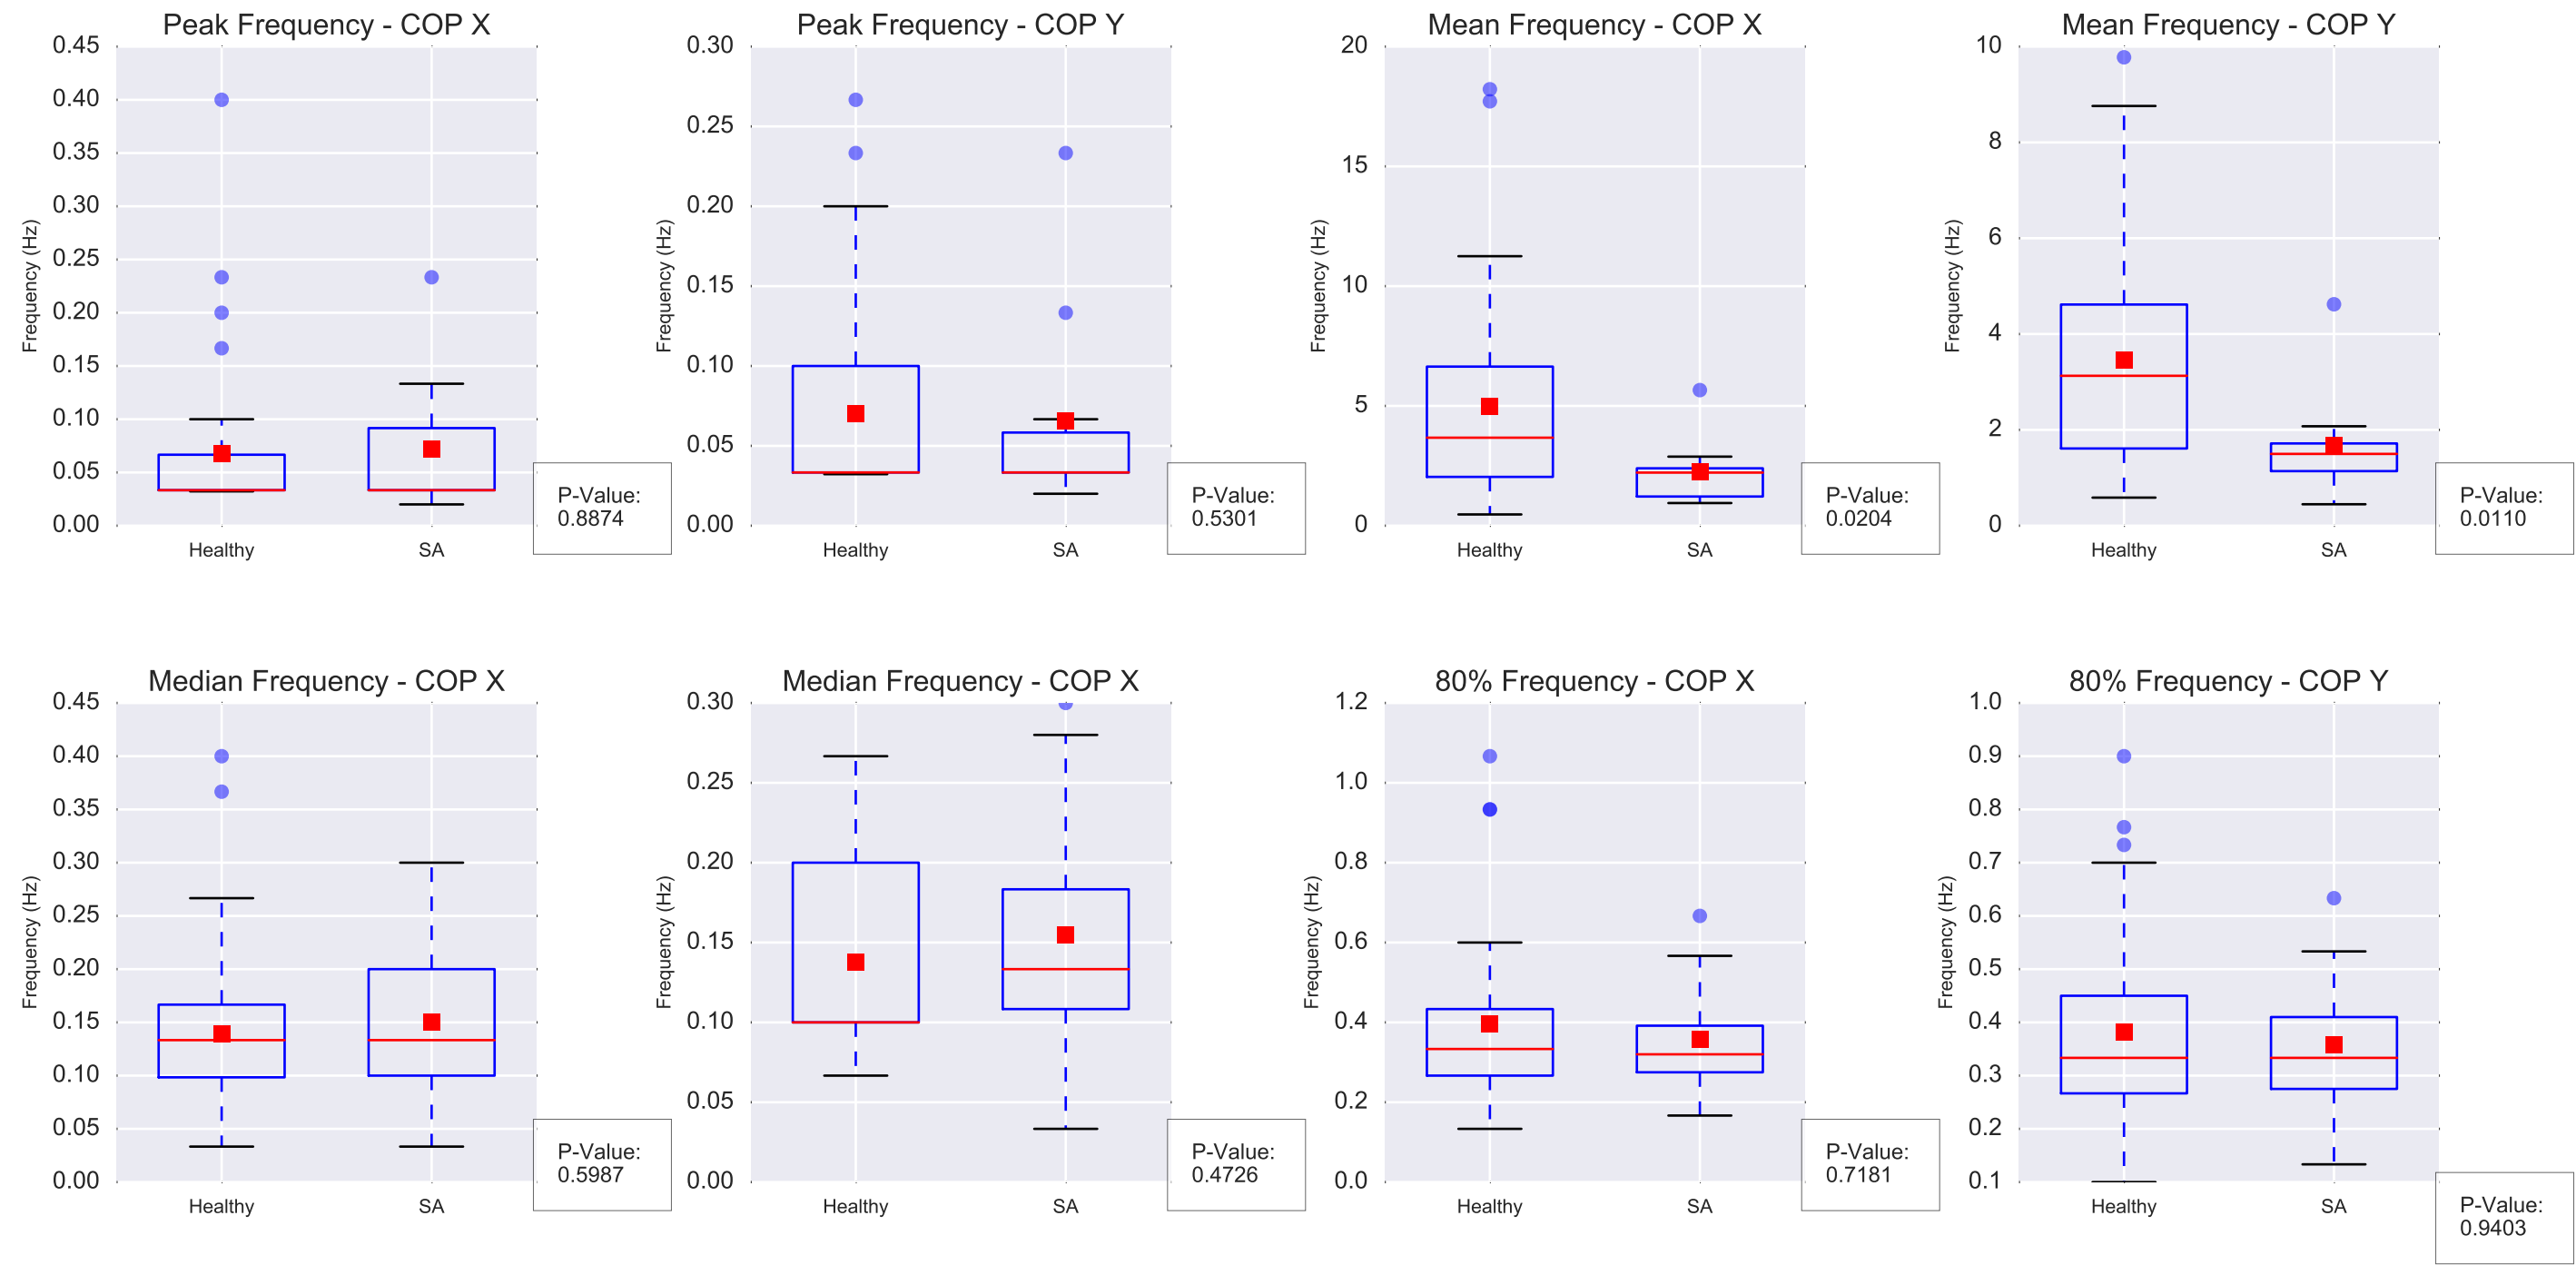 Peak Frequency - COP X
0.45
0.40
0.35
0.30
0.25
0.20
0.15
0.10
0.05
0.00
Frequency (Hz)
Healthy
SA
P-Value:
0.8874
Peak Frequency - COP Y
0.30
0.25
0.20
0.15
0.10
0.05
0.00
Frequency (Hz)
Healthy
SA
P-Value:
0.5301
Mean Frequency - COP X
20
15
10
5
0
Frequency (Hz)
Healthy
SA
P-Value:
0.0204
Mean Frequency - COP Y
10
8
6
4
2
0
Frequency (Hz)
Healthy
SA
P-Value:
0.0110
Median Frequency - COP X
0.45
0.40
0.35
0.30
0.25
0.20
0.15
0.10
0.05
0.00
Frequency (Hz)
Healthy
SA
P-Value:
0.5987
Median Frequency - COP X
0.30
0.25
0.20
0.15
0.10
0.05
0.00
Frequency (Hz)
Healthy
SA
P-Value:
0.4726
80% Frequency - COP X
1.2
1.0
0.8
0.6
0.4
0.2
0.0
Frequency (Hz)
Healthy
SA
P-Value:
0.7181
80% Frequency - COP Y
1.0
0.9
0.8
0.7
0.6
0.5
0.4
0.3
0.2
0.1
Frequency (Hz)
Healthy
SA
P-Value:
0.9403